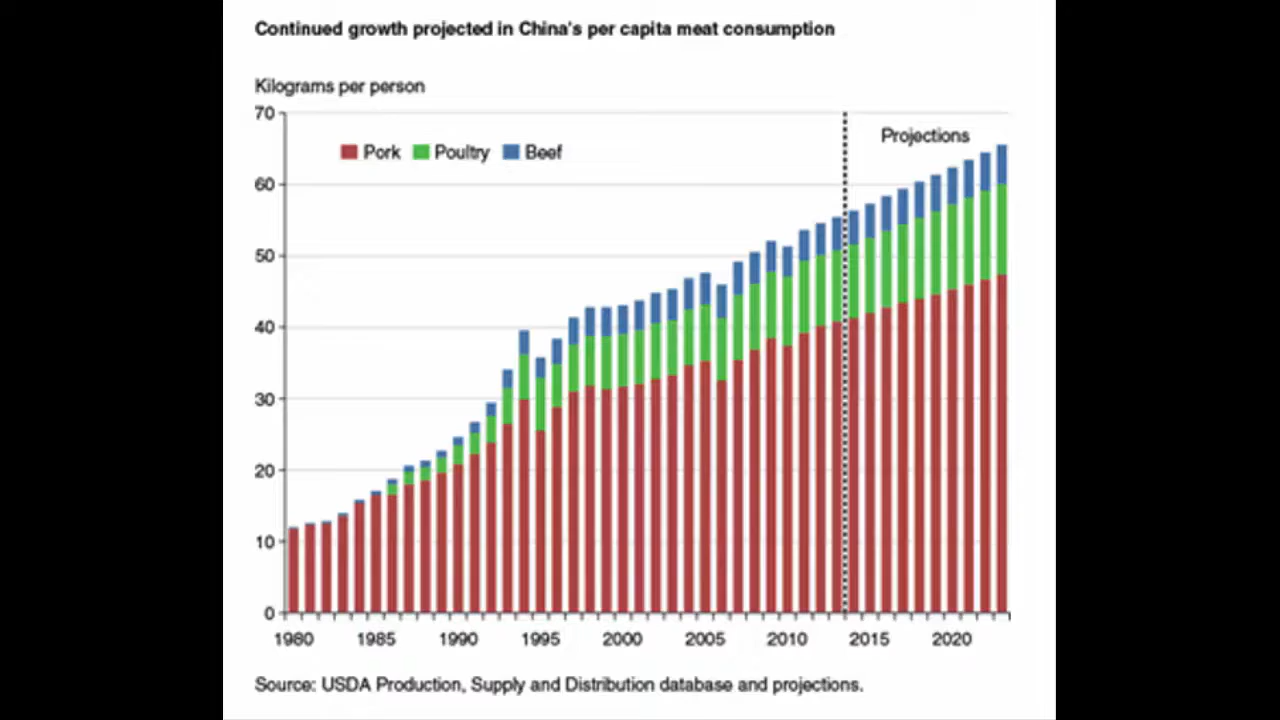 Continued growth projected in China's per capita meat consumption
Kilograms per person
70
Projections
Pork Poultry Beef
60
50
40
30
20
10
0
1980 1985 1990 1995 2000 2005 2010 2015 2020
Source: USDA Production, Supply and Distribution database and projections.